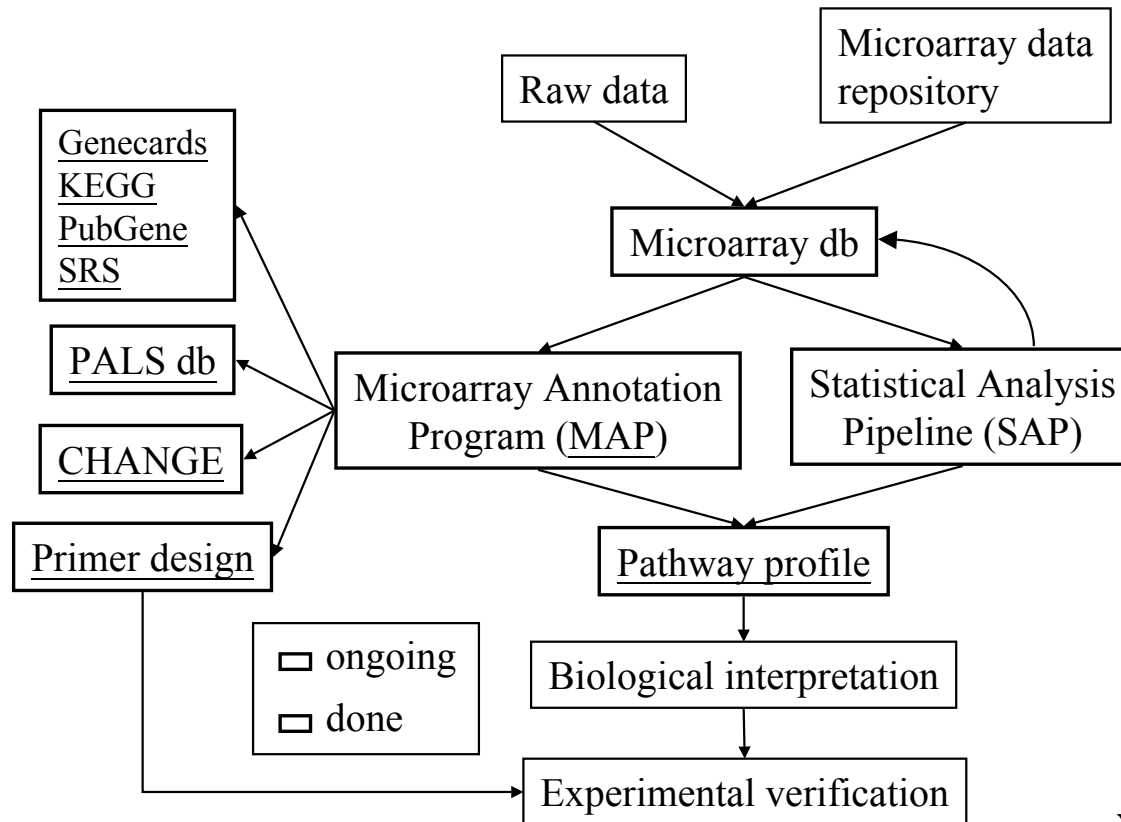 Raw data
Microarray data
repository
Genecards
KEGG
PubGene
SRS
Microarray db
PALS db
Microarray Annotation
Program (MAP)
Statistical Analysis
Pipeline (SAP)
CHANGE
Primer design
Pathway profile
ongoing
done
Biological interpretation
Experimental verification